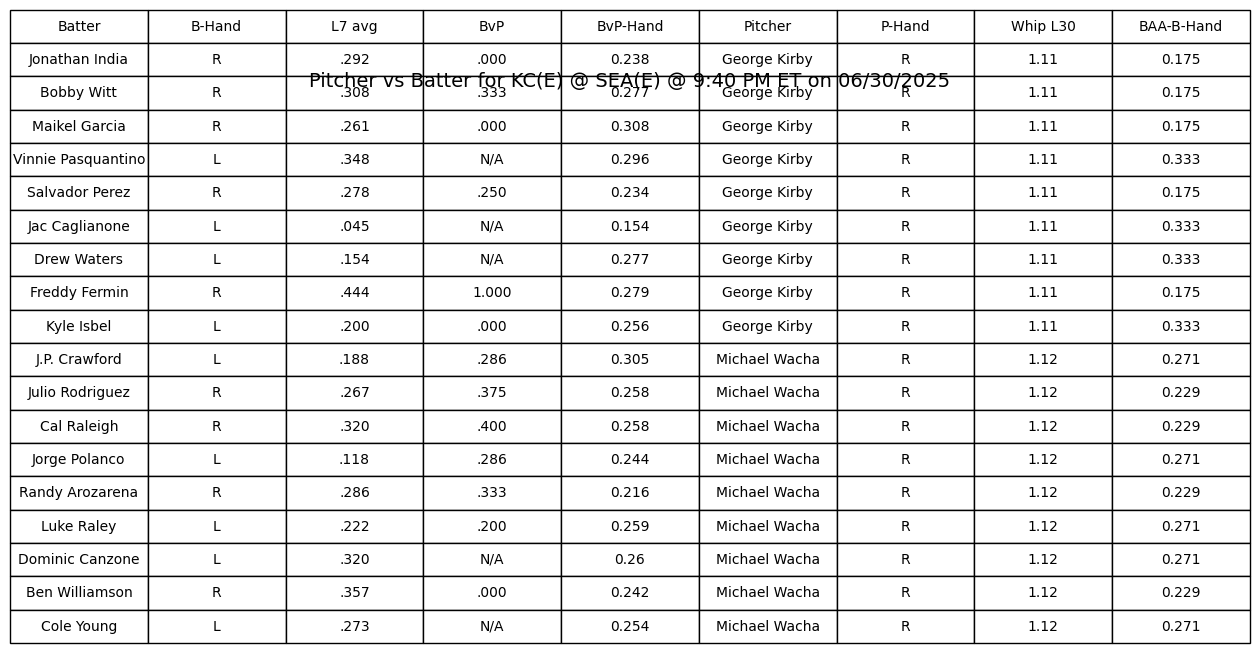 Batter B-Hand L7 avg BvP BvP-Hand Pitcher P-Hand Whip L30 BAA-B-Hand
Jonathan India R .292 .000 0.238 George Kirby R 1.11 0.175
Pitcher vs Batter for KC(E) @ SEA(E) @ 9:40 PM ET on 06/30/2025
Bobby Witt R .308 .333 0.277 George Kirby R 1.11 0.175
Maikel Garcia R .261 .000 0.308 George Kirby R 1.11 0.175
Vinnie Pasquantino L .348 N/A 0.296 George Kirby R 1.11 0.333
Salvador Perez R .278 .250 0.234 George Kirby R 1.11 0.175
Jac Caglianone L .045 N/A 0.154 George Kirby R 1.11 0.333
Drew Waters L .154 N/A 0.277 George Kirby R 1.11 0.333
Freddy Fermin R .444 1.000 0.279 George Kirby R 1.11 0.175
Kyle Isbel L .200 .000 0.256 George Kirby R 1.11 0.333
J.P. Crawford L .188 .286 0.305 Michael Wacha R 1.12 0.271
Julio Rodriguez R .267 .375 0.258 Michael Wacha R 1.12 0.229
Cal Raleigh R .320 .400 0.258 Michael Wacha R 1.12 0.229
Jorge Polanco L .118 .286 0.244 Michael Wacha R 1.12 0.271
Randy Arozarena R .286 .333 0.216 Michael Wacha R 1.12 0.229
Luke Raley L .222 .200 0.259 Michael Wacha R 1.12 0.271
Dominic Canzone L .320 N/A 0.26 Michael Wacha R 1.12 0.271
Ben Williamson R .357 .000 0.242 Michael Wacha R 1.12 0.229
Cole Young L .273 N/A 0.254 Michael Wacha R 1.12 0.271